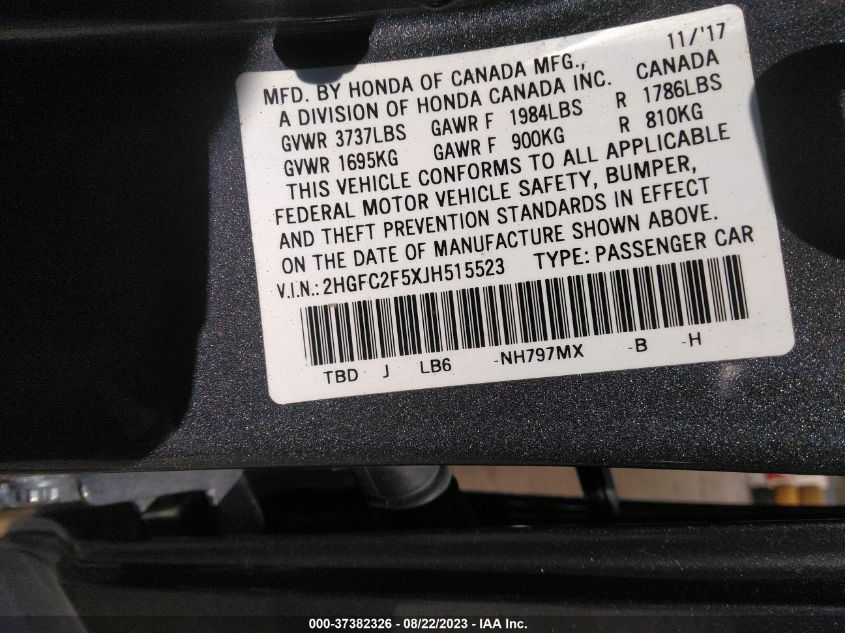 11/'17
MFD. BY HONDA OF CANADA MFG., CANADA
A DIVISION OF HONDA CANADA INC.
GVWR 3737LBS GAWR F 1984LBS R 1786LBS
GVWR 1695KG GAWR F 900KG R 810KG
THIS VEHICLE CONFORMS TO ALL APPLICABLE
FEDERAL MOTOR VEHICLE SAFETY, BUMPER,
AND THEFT PREVENTION STANDARDS IN EFFECT
ON THE DATE OF MANUFACTURE SHOWN ABOVE.
V.I.N.: 2HGFC2F5XJH515523 TYPE: PASSENGER CAR
TBD J LB6 -NH797MX -B -H
000-37382326 - 08/22/2023 - IAA Inc.